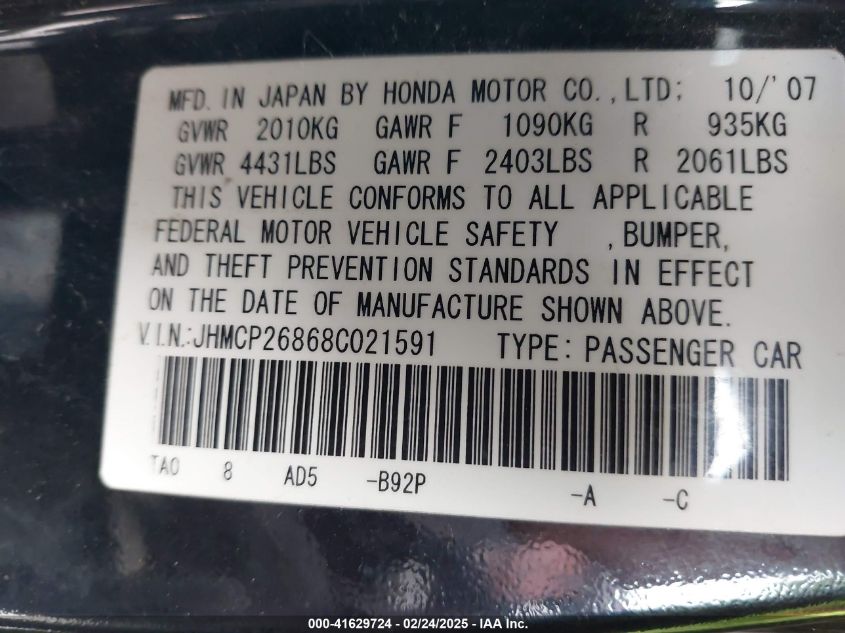 MFD. IN JAPAN BY HONDA MOTOR CO., LTD: 10/'07
GVWR 2010KG GAWR F 1090KG R 935KG
GVWR 4431LBS GAWR F 2403LBS R 2061LBS
THIS VEHICLE CONFORMS TO ALL APPLICABLE
FEDERAL MOTOR VEHICLE SAFETY , BUMPER,
AND THEFT PREVENTION STANDARDS IN EFFECT
ON THE DATE OF MANUFACTURE SHOWN ABOVE.
V.I.N.:JHMCP26868C021591 TYPE: PASSENGER CAR
TA0 8 AD5 -B92P -A -C
000-41629724 - 02/24/2025 - IAA Inc.